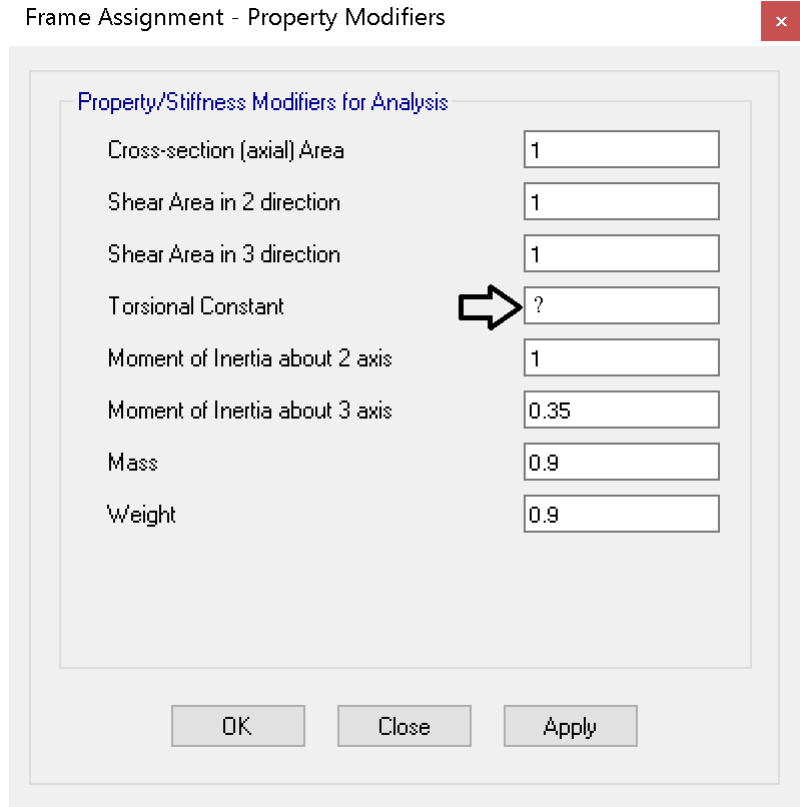 Frame Assignment - Property Modifiers
Property/Stiffness Modifiers for Analysis
Cross-section (axial) Area 1
Shear Area in 2 direction 1
Shear Area in 3 direction 1
Torsional Constant ?
Moment of Inertia about 2 axis 1
Moment of Inertia about 3 axis 0.35
Mass 0.9
Weight 0.9
OK Close Apply